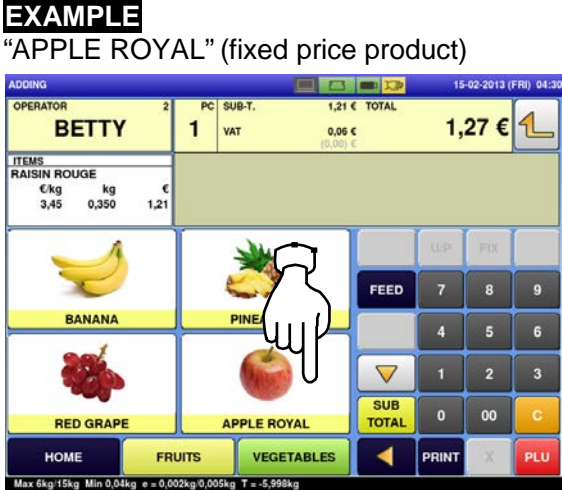 EXAMPLE
“APPLE ROYAL” (fixed price product)
ADDING 15-02-2013 (FRI) 04:30
OPERATOR 2 PC SUB-T. 1,21 € TOTAL
BETTY 1 VAT 0,06 € 1,27 €
(0,00) €
ITEMS
RAISIN ROUGE
€/kg kg €
3,45 0,350 1,21
U/P FIX
FEED 7 8 9
BANANA
4 5 6
1 2 3
SUB
TOTAL 0 00 C
RED GRAPE APPLE ROYAL
HOME FRUITS VEGETABLES PRINT X PLU
Max 6kg/15kg Min 0,04kg e = 0,002kg/0,005kg T = -5,998kg